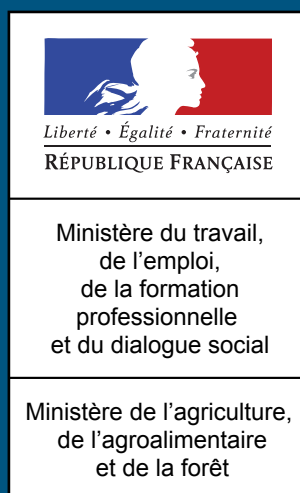 Liberté • Égalité • Fraternité
RÉPUBLIQUE FRANÇAISE
Ministère du travail,
de l’emploi,
de la formation
professionnelle
et du dialogue social
Ministère de l’agriculture,
de l’agroalimentaire
et de la forêt